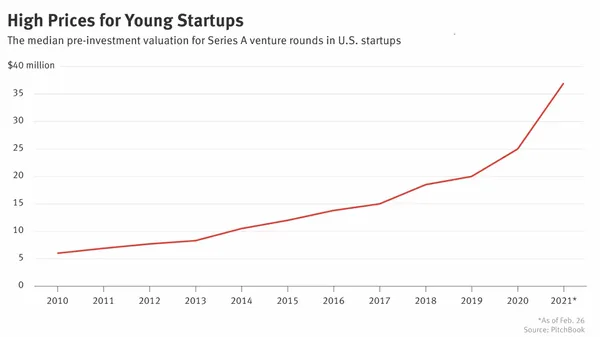 High Prices for Young Startups
The median pre-investment valuation for Series A venture rounds in U.S. startups
$40 million
35
30
25
20
15
10
5
0
2010 2011 2012 2013 2014 2015 2016 2017 2018 2019 2020 2021*
*As of Feb. 26
Source: PitchBook